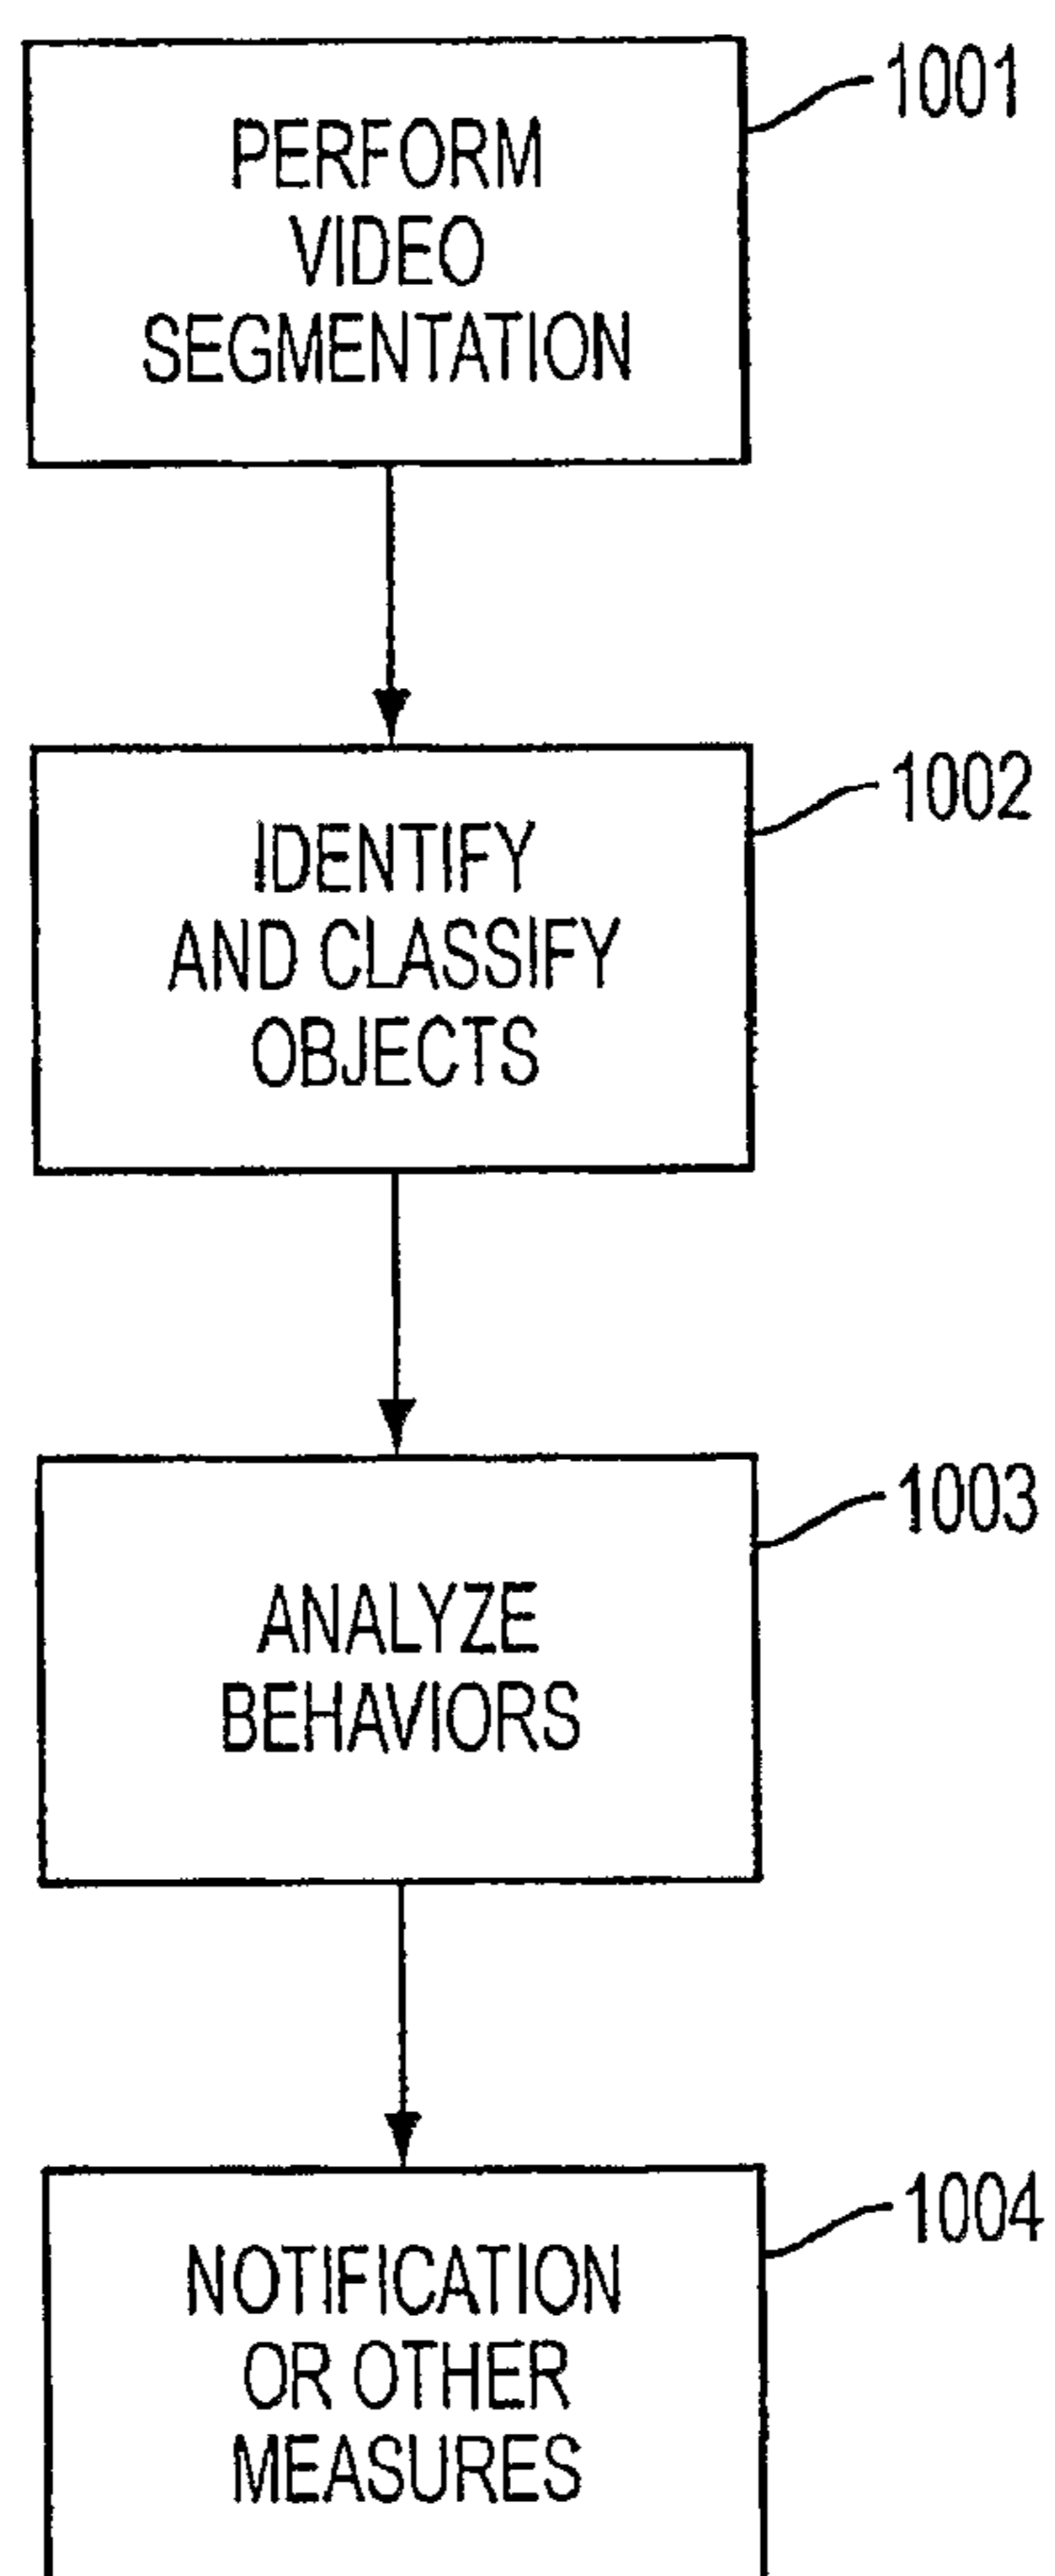 PERFORM
VIDEO
SEGMENTATION
1001
IDENTIFY
AND CLASSIFY
OBJECTS
1002
ANALYZE
BEHAVIORS
1003
NOTIFICATION
OR OTHER
MEASURES
1004